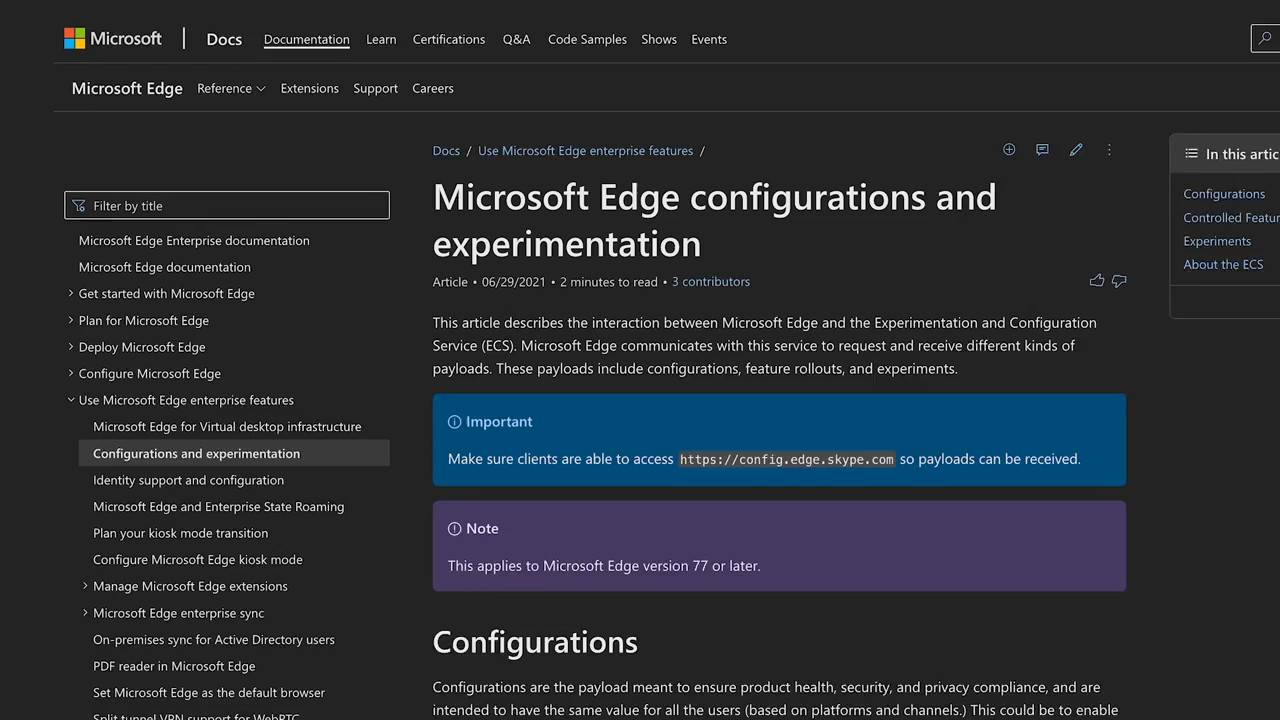 Microsoft | Docs Documentation Learn Certifications Q&A Code Samples Shows Events
Microsoft Edge Reference Extensions Support Careers
Docs / Use Microsoft Edge enterprise features /
Microsoft Edge configurations and
experimentation
Article • 06/29/2021 • 2 minutes to read • 3 contributors
This article describes the interaction between Microsoft Edge and the Experimentation and Configuration
Service (ECS). Microsoft Edge communicates with this service to request and receive different kinds of
payloads. These payloads include configurations, feature rollouts, and experiments.
Important
Make sure clients are able to access https://config.edge.skype.com so payloads can be received.
Note
This applies to Microsoft Edge version 77 or later.
Configurations
Configurations are the payload meant to ensure product health, security, and privacy compliance, and are
intended to have the same value for all the users (based on platforms and channels.) This could be to enable
Filter by title
Microsoft Edge Enterprise documentation
Microsoft Edge documentation
Get started with Microsoft Edge
Plan for Microsoft Edge
Deploy Microsoft Edge
Configure Microsoft Edge
Use Microsoft Edge enterprise features
Microsoft Edge for Virtual desktop infrastructure
Configurations and experimentation
Identity support and configuration
Microsoft Edge and Enterprise State Roaming
Plan your kiosk mode transition
Configure Microsoft Edge kiosk mode
Manage Microsoft Edge extensions
Microsoft Edge enterprise sync
On-premises sync for Active Directory users
PDF reader in Microsoft Edge
Set Microsoft Edge as the default browser
Split tunnel VPN support for WebRTC
In this artic
Configurations
Controlled Featur
Experiments
About the ECS